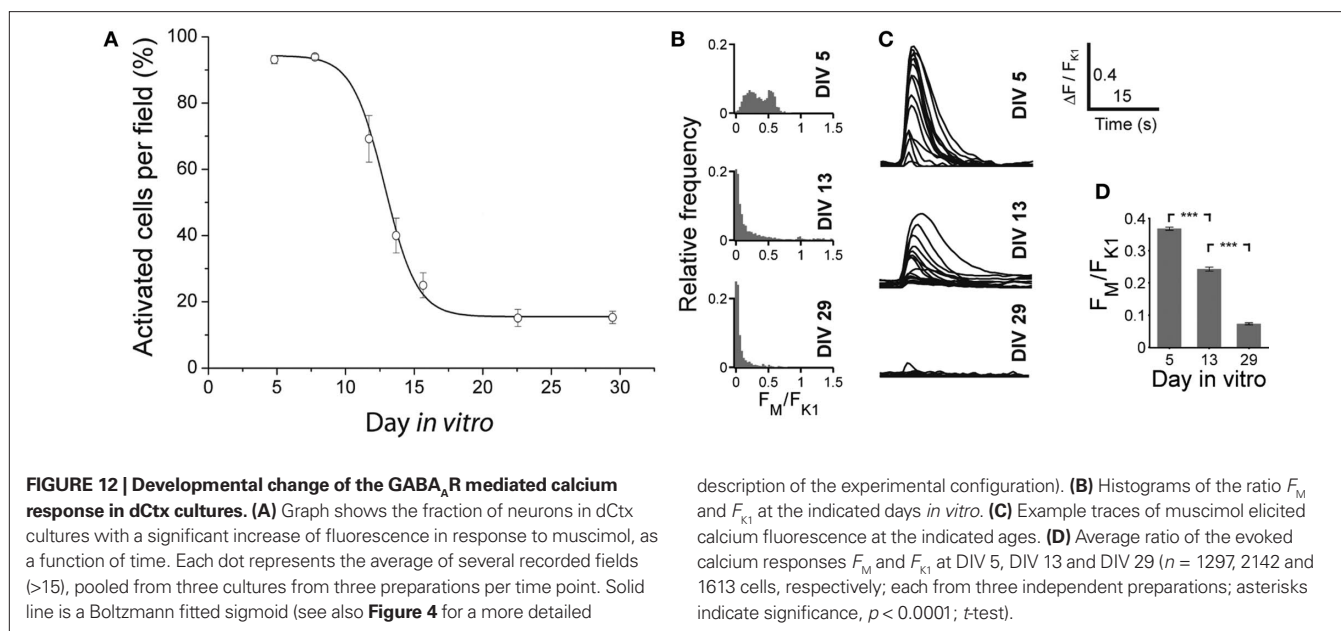 A
100
80
60
40
20
0
Activated cells per field (%)
0 5 10 15 20 25 30
Day in vitro
B
0.2
0
0 0.5 1 1.5
DIV 5
0.2
0
0 0.5 1 1.5
DIV 13
0.2
0
0 0.5 1 1.5
DIV 29
Relative frequency
F_M/F_K1
C
DIV 5
DIV 13
DIV 29
ΔF / F_K1
0.4
15
Time (s)
D
0.4
0.3
0.2
0.1
0
F_M/F_K1
***
***
5 13 29
Day in vitro
FIGURE 12 | Developmental change of the GABA_AR mediated calcium
response in dCtx cultures. (A) Graph shows the fraction of neurons in dCtx
cultures with a significant increase of fluorescence in response to muscimol, as
a function of time. Each dot represents the average of several recorded fields
(>15), pooled from three cultures from three preparations per time point. Solid
line is a Boltzmann fitted sigmoid (see also Figure 4 for a more detailed
description of the experimental configuration). (B) Histograms of the ratio F_M
and F_K1 at the indicated days in vitro. (C) Example traces of muscimol elicited
calcium fluorescence at the indicated ages. (D) Average ratio of the evoked
calcium responses F_M and F_K1 at DIV 5, DIV 13 and DIV 29 (n = 1297, 2142 and
1613 cells, respectively; each from three independent preparations; asterisks
indicate significance, p < 0.0001; t-test).